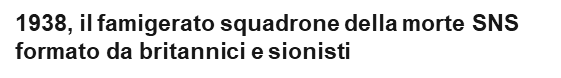 1938, il famigerato squadrone della morte SNS
formato da britannici e sionisti